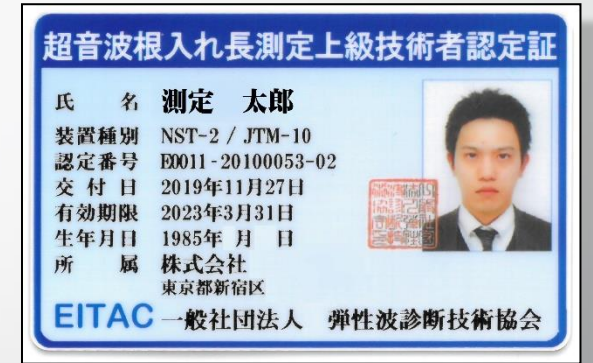 超音波根入れ長測定上級技術者認定証
氏 名 測定 太郎
装置種別 NST-2 / JTM-10
認定番号 E0011-20100053-02
交付日 2019年11月27日
有効期限 2023年3月31日
生年月日 1985年 月 日
所 属 株式会社
東京都新宿区
EITAC 一般社団法人 弾性波診断技術協会